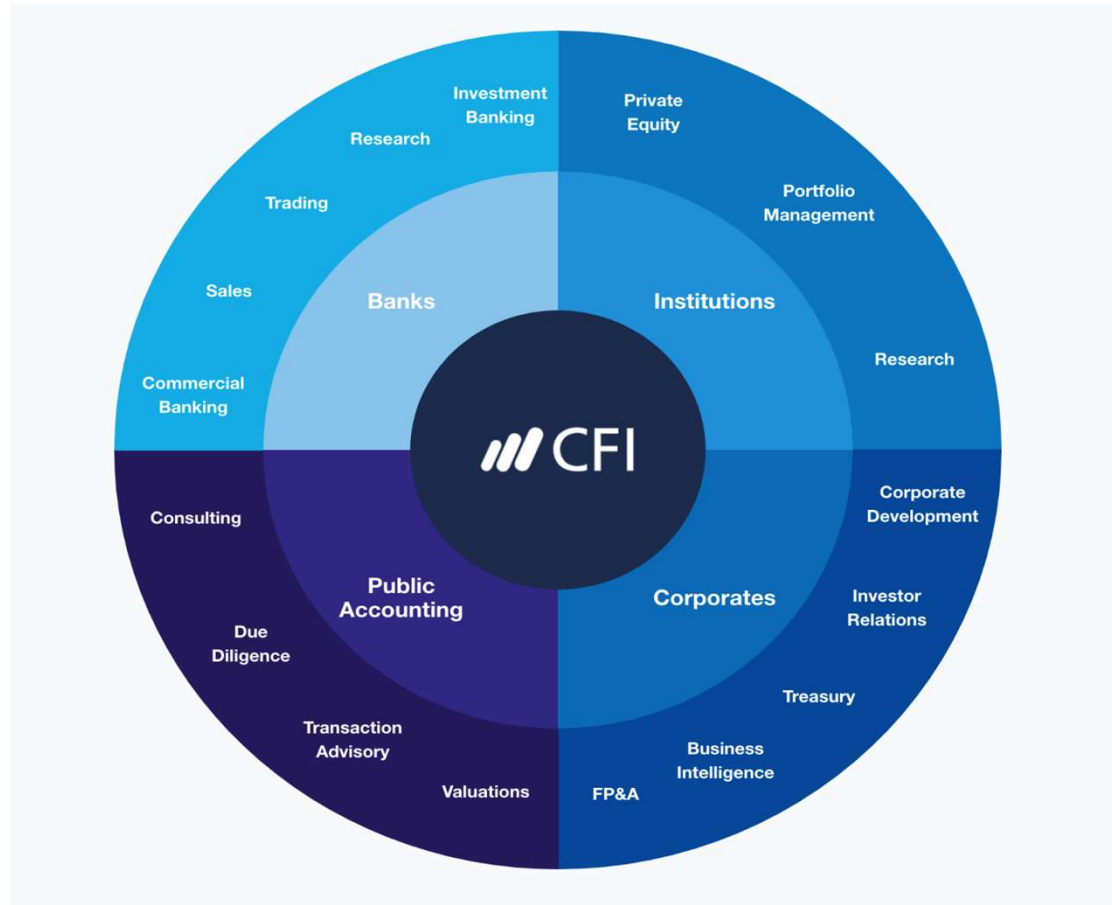 Investment
Banking
Research
Trading
Sales
Commercial
Banking
Banks
Private
Equity
Portfolio
Management
Research
Institutions
CFI
Consulting
Due
Diligence
Transaction
Advisory
Valuations
Public
Accounting
Corporate
Development
Investor
Relations
Treasury
Business
Intelligence
FP&A
Corporates